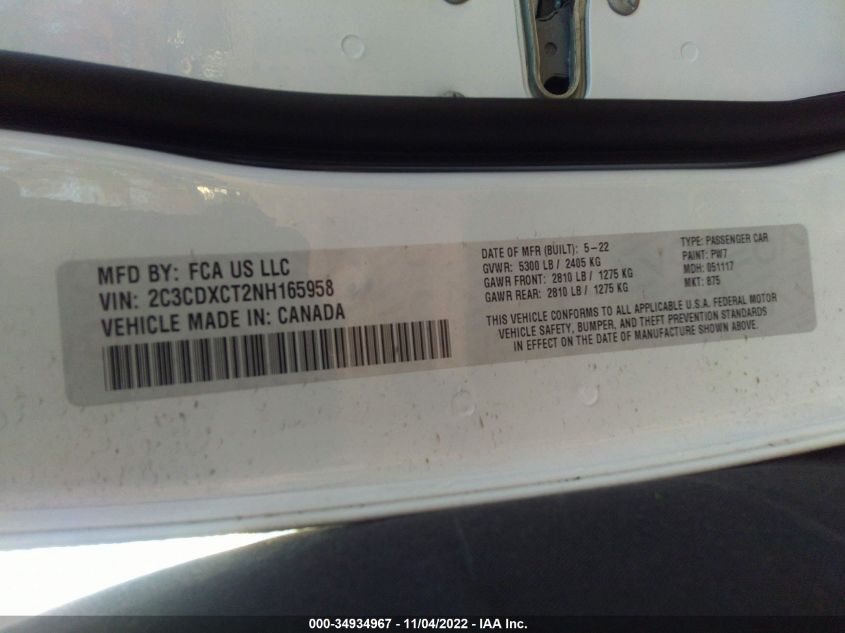 MFD BY: FCA US LLC
VIN: 2C3CDXCT2NH165958
VEHICLE MADE IN: CANADA
DATE OF MFR (BUILT): 5-22
GVWR: 5300 LB / 2405 KG
GAWR FRONT: 2810 LB / 1275 KG
GAWR REAR: 2810 LB / 1275 KG
TYPE: PASSENGER CAR
PAINT: PW7
MDH: 051117
MKT: 875
THIS VEHICLE CONFORMS TO ALL APPLICABLE U.S.A. FEDERAL MOTOR
VEHICLE SAFETY, BUMPER, AND THEFT PREVENTION STANDARDS
IN EFFECT ON THE DATE OF MANUFACTURE SHOWN ABOVE.
000-34934967 - 11/04/2022 - IAA Inc.